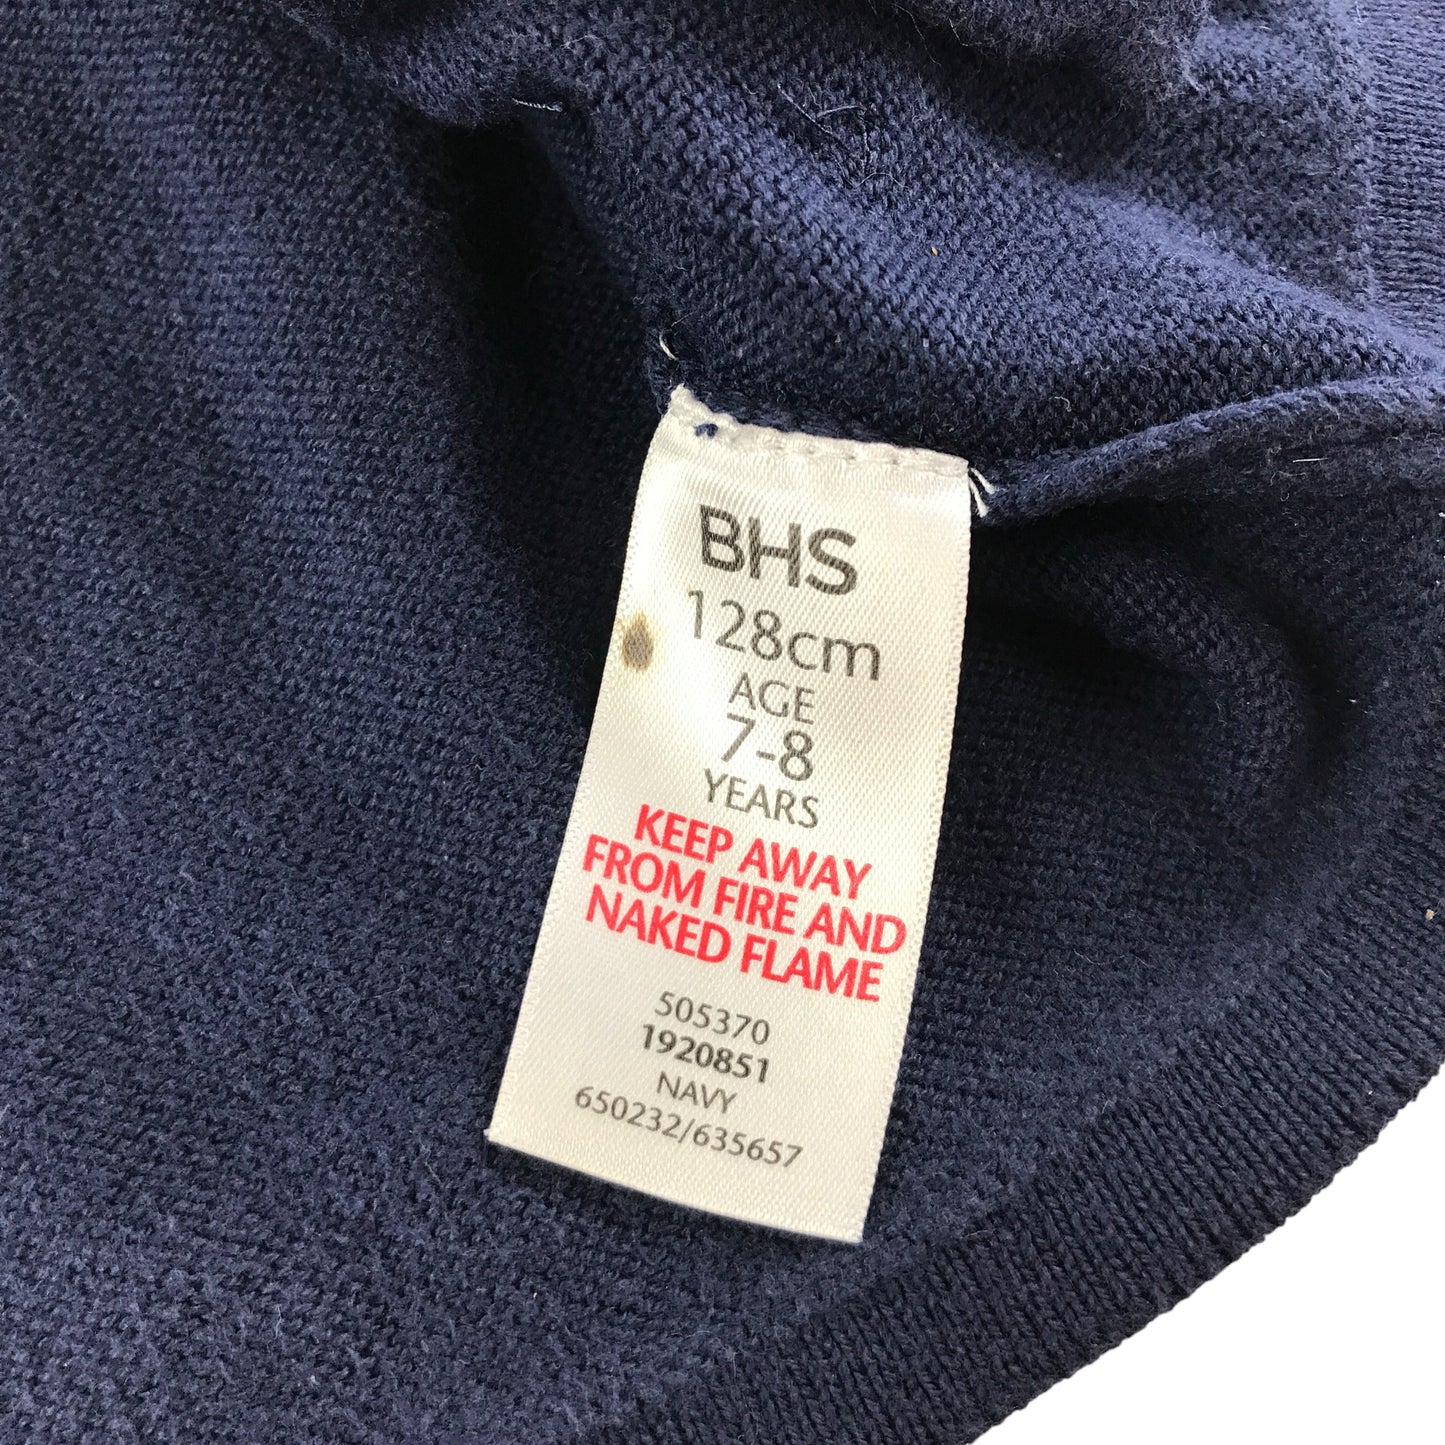 BHS
128cm
AGE
7-8
YEARS
KEEP AWAY
FROM FIRE AND
NAKED FLAME
505370
1920851
NAVY
650232/635657